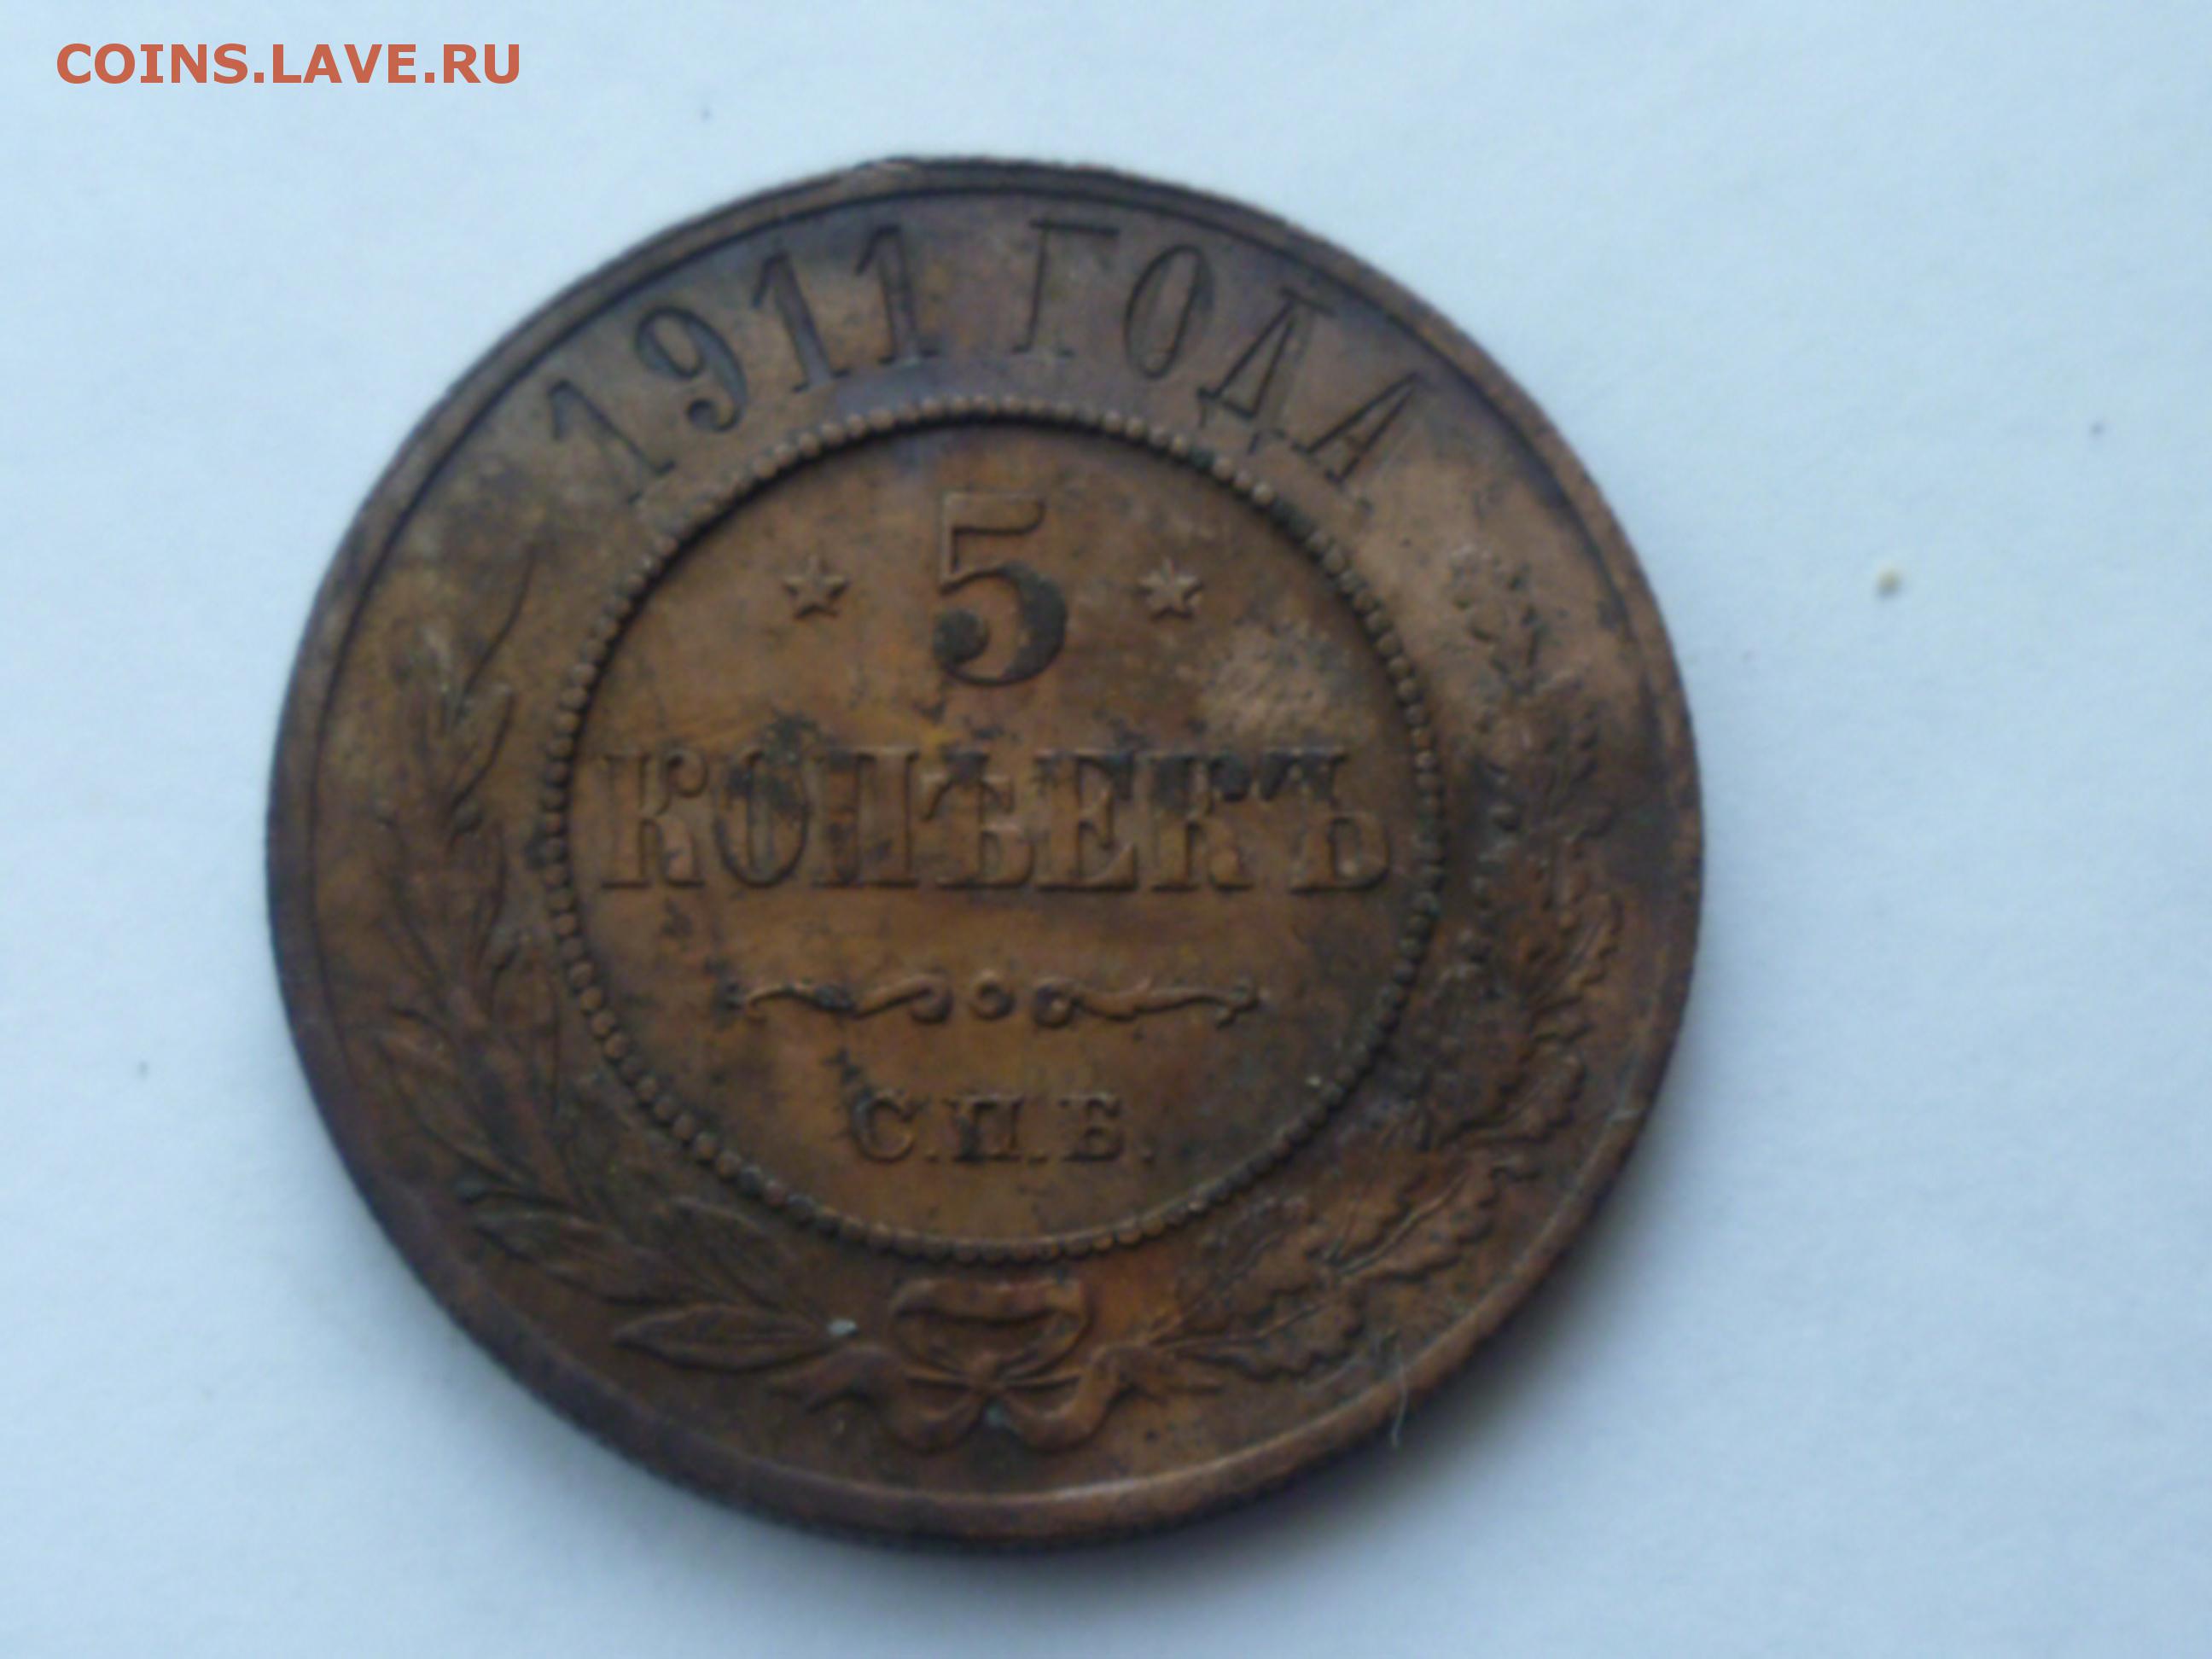 COINS.LAVE.RU
1911 ГОДА
5
КОПѢЕКЪ
С.П.Б.